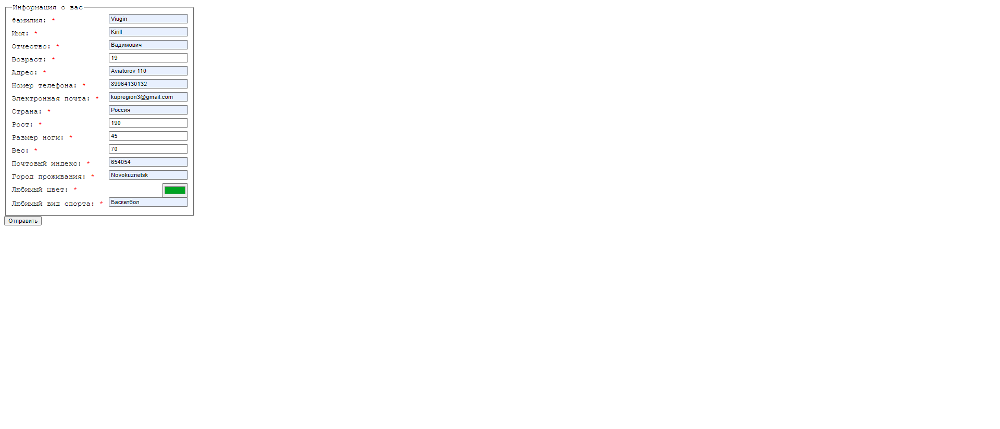 Информация о вас
Фамилия: * Viugin
Имя: * Kirill
Отчество: * Вадимович
Возраст: * 19
Адрес: * Aviatorov 110
Номер телефона: * 89964130132
Электронная почта: * kupregion3@gmail.com
Страна: * Россия
Рост: * 190
Размер ноги: * 45
Вес: * 70
Почтовый индекс: * 654054
Город проживания: * Novokuznetsk
Любимый цвет: *
Любимый вид спорта: * Баскетбол
Отправить